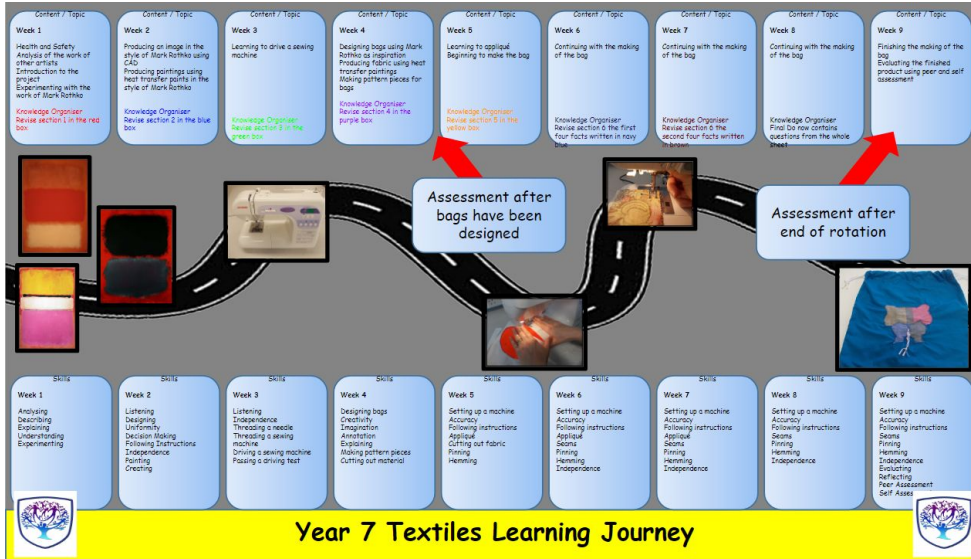 Content / Topic
Week 1
Health and Safety
Analysis of the work of
other artists
Introduction to the
project
Experimenting with the
work of Mark Rothko
Knowledge Organiser
Revise section 1 in the red
box
Content / Topic
Week 2
Producing an image in the
style of Mark Rothko using
CAD
Producing paintings using
heat transfer paints in the
style of Mark Rothko
Knowledge Organiser
Revise section 2 in the blue
box
Content / Topic
Week 3
Learning to drive a sewing
machine
Knowledge Organiser
Revise section 3 in the
green box
Content / Topic
Week 4
Designing bags using Mark
Rothko as inspiration
Producing fabric using heat
transfer paintings
Making pattern pieces for
bags
Knowledge Organiser
Revise section 4 in the
purple box
Content / Topic
Week 5
Learning to appliqué
Beginning to make the bag
Knowledge Organiser
Revise section 5 in the
yellow box
Content / Topic
Week 6
Continuing with the making
of the bag
Knowledge Organiser
Revise section 6 the first
four facts written in navy
blue
Content / Topic
Week 7
Continuing with the making
of the bag
Knowledge Organiser
Revise section 6 the
second four facts written
in brown
Content / Topic
Week 8
Continuing with the making
of the bag
Knowledge Organiser
Final Do now contains
questions from the whole
sheet
Content / Topic
Week 9
Finishing the making of the
bag
Evaluating the finished
product using peer and self
assessment
Assessment after
bags have been
designed
Assessment after
end of rotation
Skills
Week 1
Analysing
Describing
Explaining
Understanding
Experimenting
Skills
Week 2
Listening
Designing
Uniformity
Decision Making
Following Instructions
Independence
Painting
Creating
Skills
Week 3
Listening
Independence
Threading a needle
Threading a sewing
machine
Driving a sewing machine
Passing a driving test
Skills
Week 4
Designing bags
Creativity
Imagination
Annotation
Explaining
Making pattern pieces
Cutting out material
Skills
Week 5
Setting up a machine
Accuracy
Following instructions
Appliqué
Cutting out fabric
Pinning
Hemming
Skills
Week 6
Setting up a machine
Accuracy
Following instructions
Appliqué
Seams
Pinning
Hemming
Independence
Skills
Week 7
Setting up a machine
Accuracy
Following instructions
Appliqué
Seams
Pinning
Hemming
Independence
Skills
Week 8
Setting up a machine
Accuracy
Following instructions
Seams
Pinning
Hemming
Independence
Skills
Week 9
Setting up a machine
Accuracy
Following instructions
Seams
Pinning
Hemming
Independence
Evaluating
Reflecting
Peer Assessment
Self Asses
Year 7 Textiles Learning Journey